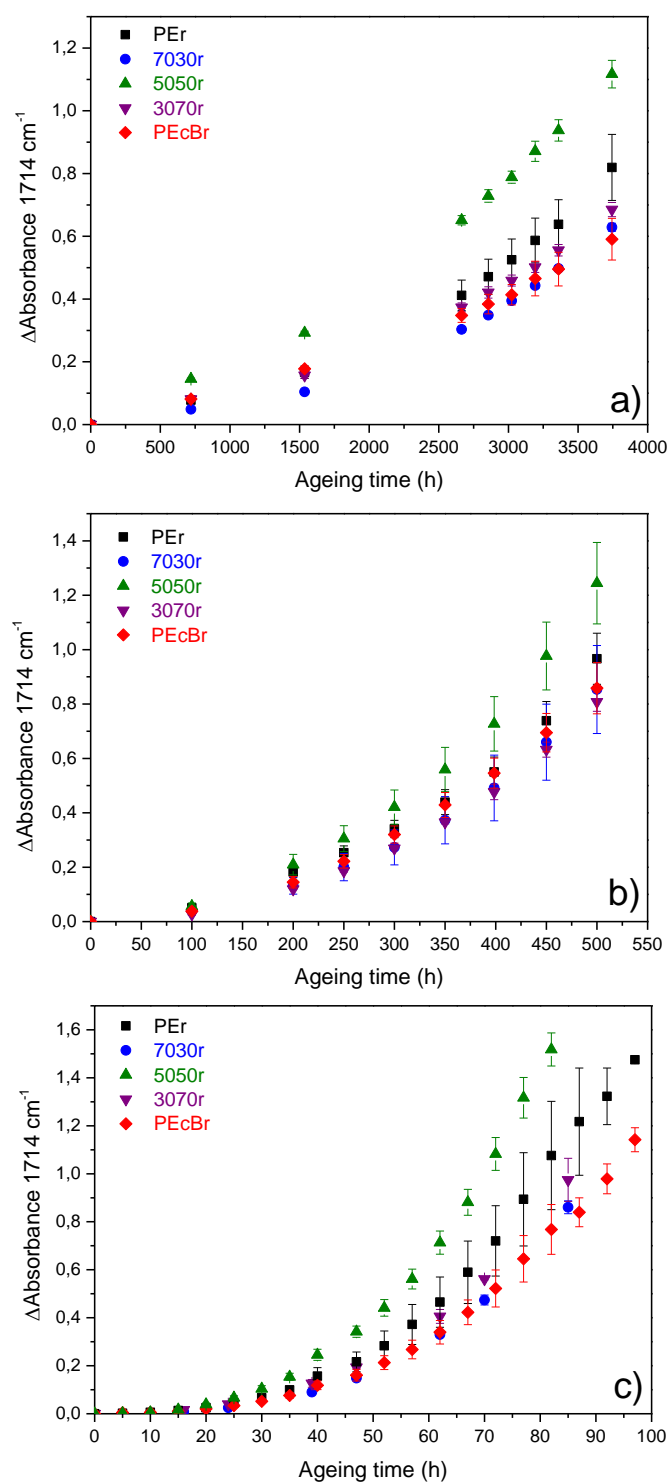 1,2
1,0
0,8
0,6
0,4
0,2
0,0
ΔAbsorbance 1714 cm⁻¹
PEr
7030r
5050r
3070r
PEcBr
a)
0 500 1000 1500 2000 2500 3000 3500 4000
Ageing time (h)
1,4
1,2
1,0
0,8
0,6
0,4
0,2
0,0
ΔAbsorbance 1714 cm⁻¹
PEr
7030r
5050r
3070r
PEcBr
b)
0 50 100 150 200 250 300 350 400 450 500 550
Ageing time (h)
1,6
1,4
1,2
1,0
0,8
0,6
0,4
0,2
0,0
ΔAbsorbance 1714 cm⁻¹
PEr
7030r
5050r
3070r
PEcBr
c)
0 10 20 30 40 50 60 70 80 90 100
Ageing time (h)